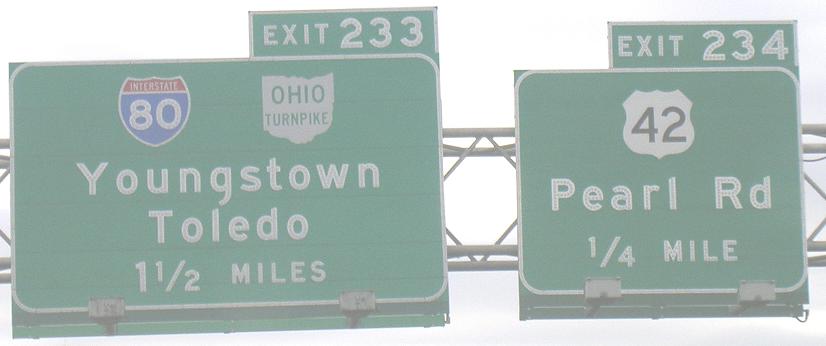 EXIT 233
INTERSTATE
80
OHIO
TURNPIKE
Youngstown
Toledo
1 1/2 MILES
EXIT 234
42
Pearl Rd
1/4 MILE